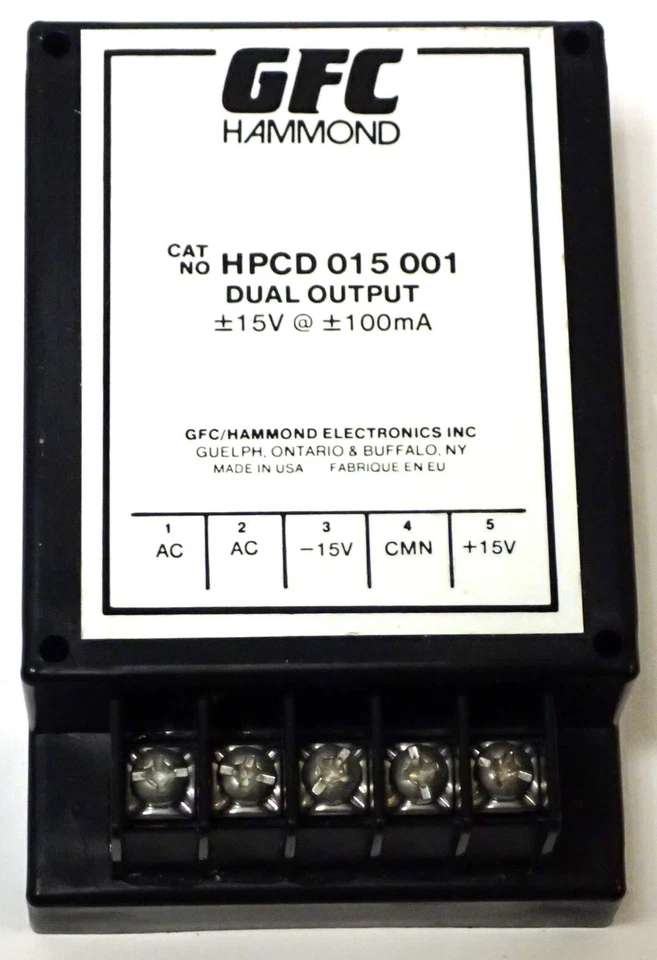 GFC
HAMMOND
CAT NO HPCD 015 001
DUAL OUTPUT
±15V @ ±100mA
GFC/HAMMOND ELECTRONICS INC
GUELPH, ONTARIO & BUFFALO, NY
MADE IN USA FABRIQUE EN EU
1 2 3 4 5
AC AC -15V CMN +15V